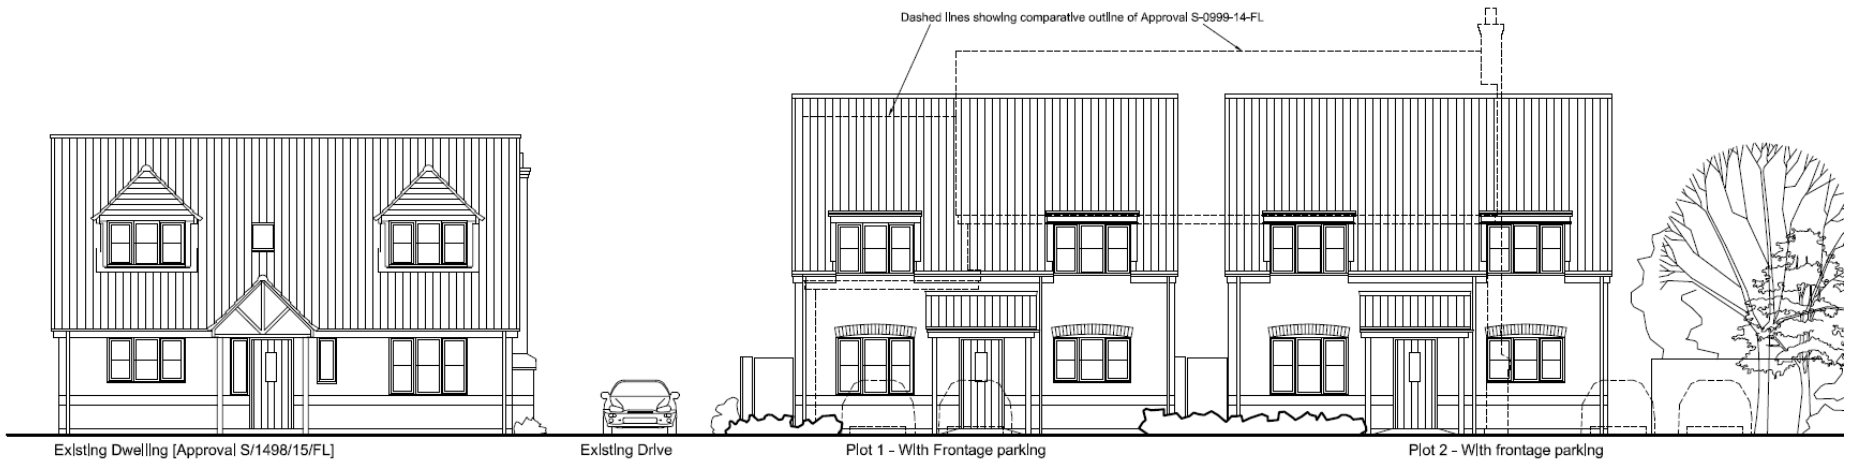 Dashed lines showing comparative outline of Approval S-0999-14-FL
Existing Dwelling [Approval S/1498/15/FL]
Existing Drive
Plot 1 - With Frontage parking
Plot 2 - With frontage parking